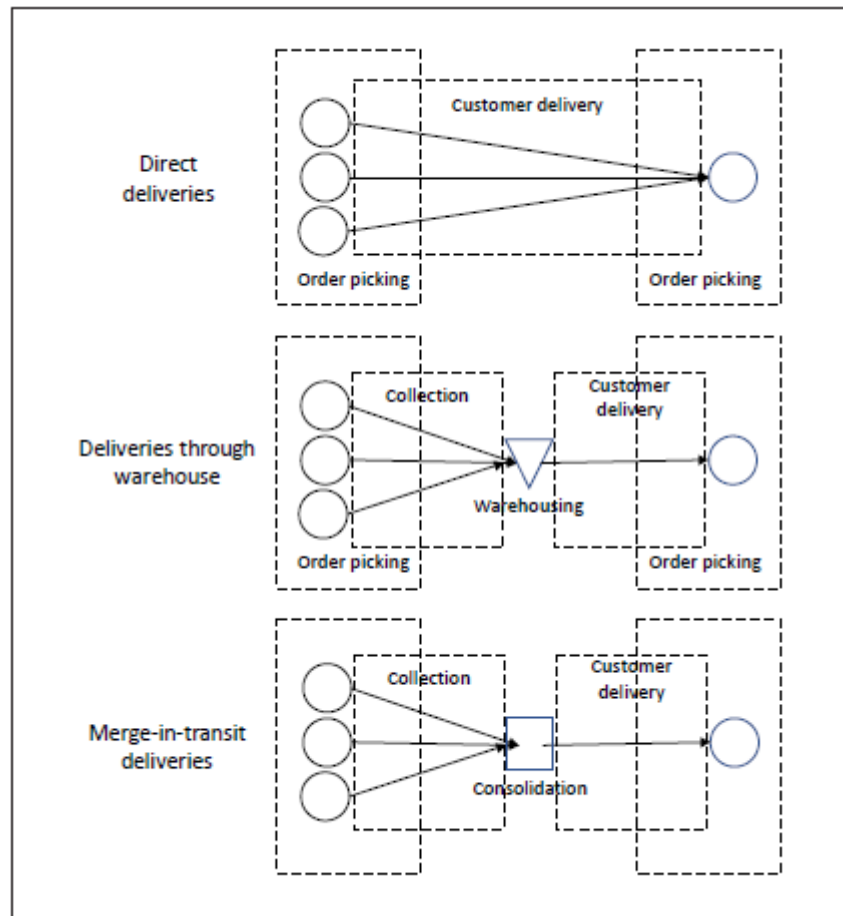 Customer delivery
Direct
deliveries
Order picking
Order picking
Collection
Customer
delivery
Deliveries through
warehouse
Warehousing
Order picking
Order picking
Collection
Customer
delivery
Merge-in-transit
deliveries
Consolidation